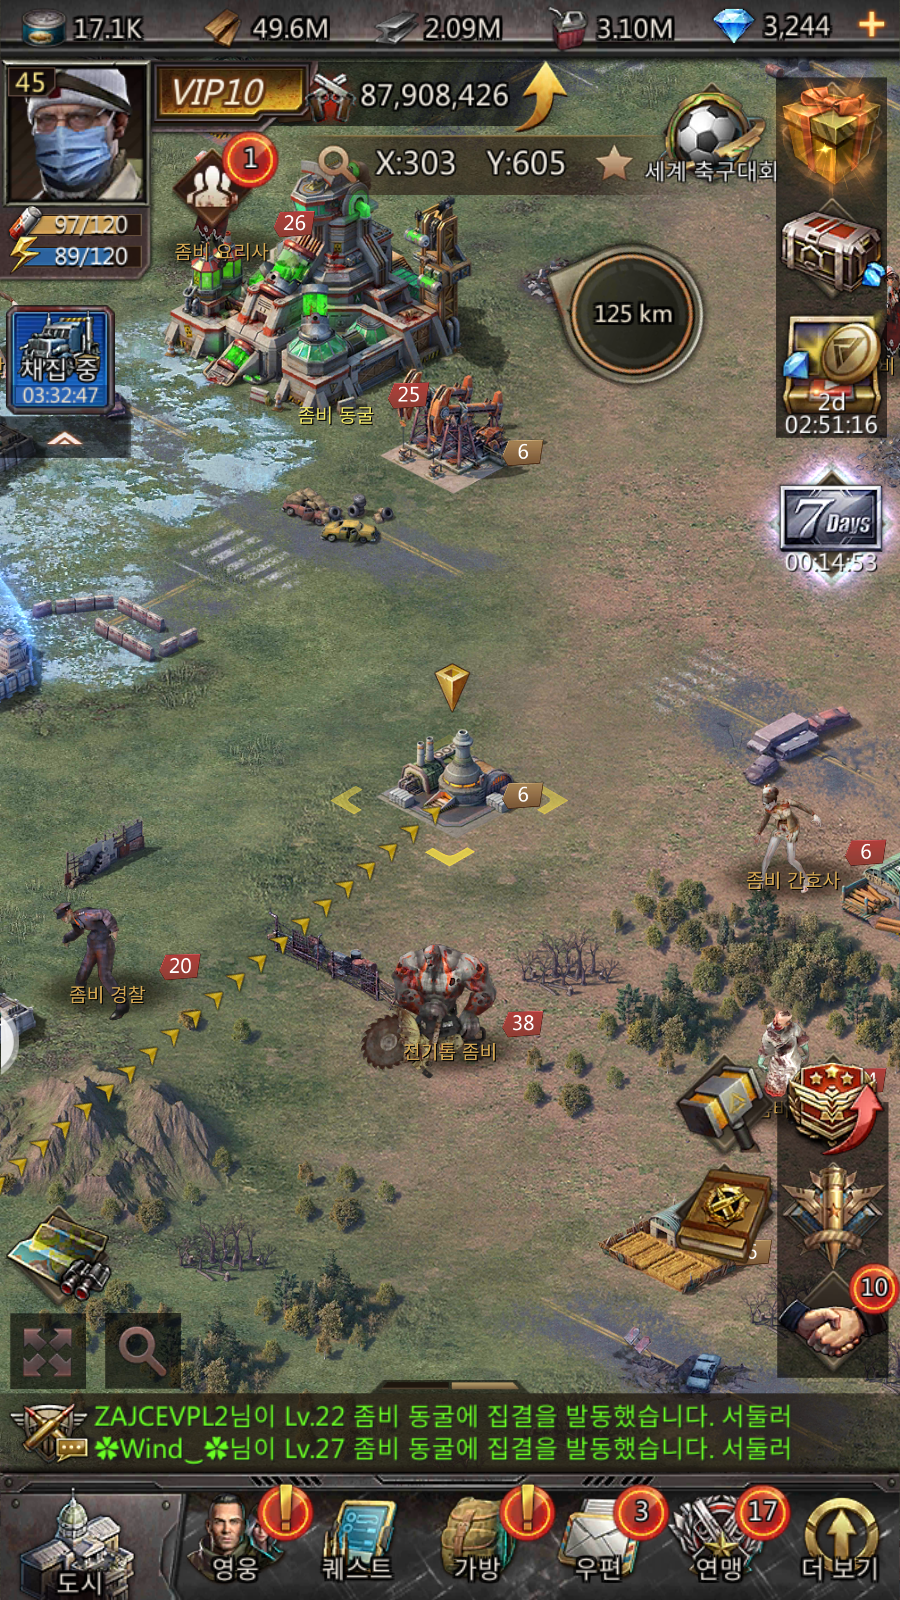 17.1K 49.6M 2.09M 3.10M 3,244
45 VIP10 87,908,426
1 X:303 Y:605 세계 축구대회
97/120
89/120
26
좀비 요리사
125 km
채집 중
03:32:47
25
좀비 동굴
6
2d
02:51:16
7 Days
00:14:53
6
6
좀비 간호사
20
좀비 경찰
38
전기톱 좀비
10
ZAJCEVPL2님이 Lv.22 좀비 동굴에 집결을 발동했습니다. 서둘러
✤Wind_✤님이 Lv.27 좀비 동굴에 집결을 발동했습니다. 서둘러
3 17
도시 영웅 퀘스트 가방 우편 연맹 더 보기